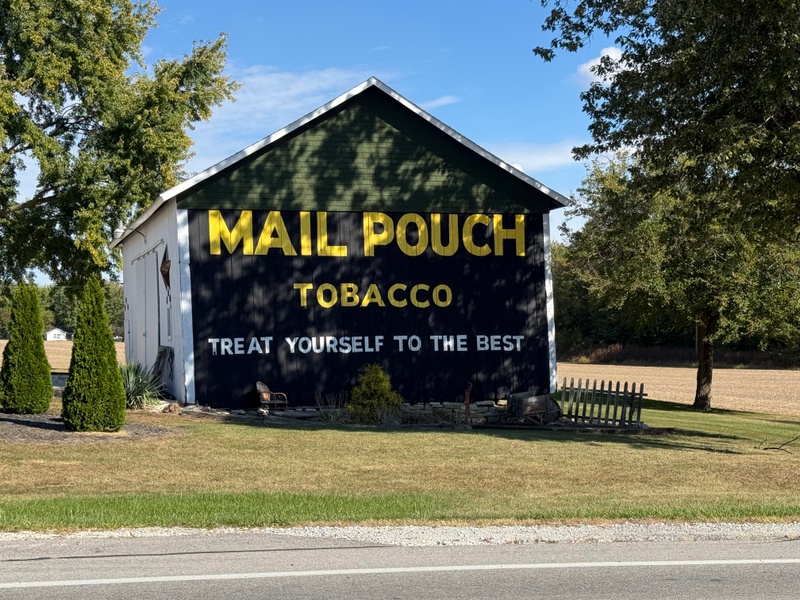 MAIL POUCH
TOBACCO
TREAT YOURSELF TO THE BEST